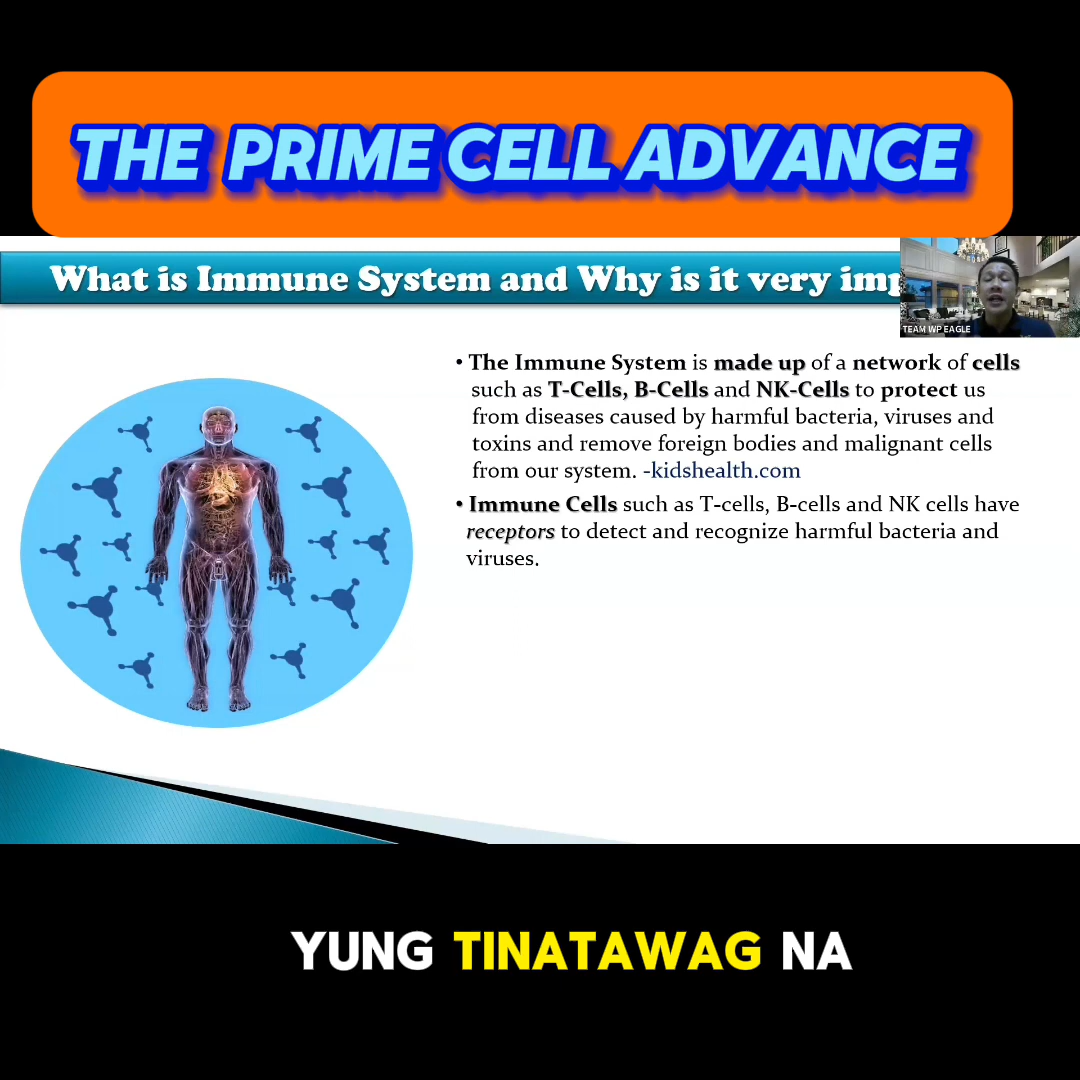 THE PRIME CELL ADVANCE
What is Immune System and Why is it very imp
TEAM WP EAGLE
• The Immune System is made up of a network of cells
such as T-Cells, B-Cells and NK-Cells to protect us
from diseases caused by harmful bacteria, viruses and
toxins and remove foreign bodies and malignant cells
from our system. -kidshealth.com
• Immune Cells such as T-cells, B-cells and NK cells have
receptors to detect and recognize harmful bacteria and
viruses.
YUNG TINATAWAG NA